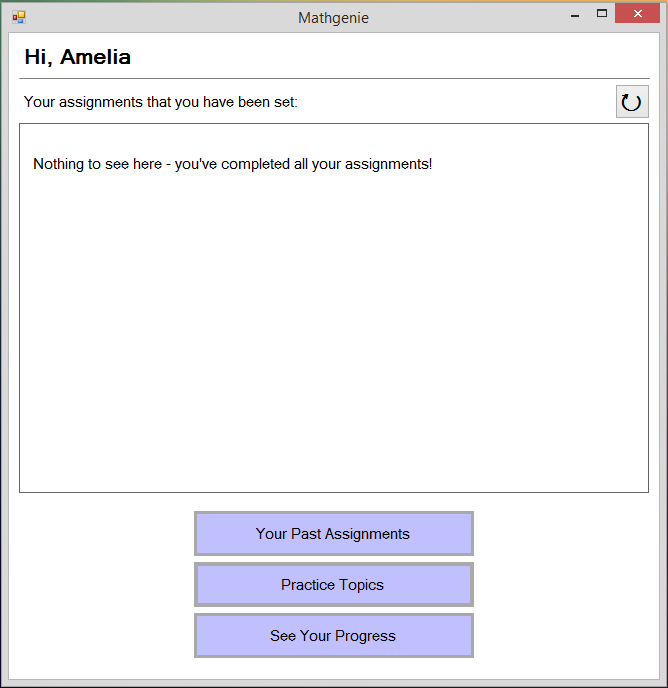 Mathgenie
Hi, Amelia
Your assignments that you have been set:
Nothing to see here - you've completed all your assignments!
Your Past Assignments
Practice Topics
See Your Progress